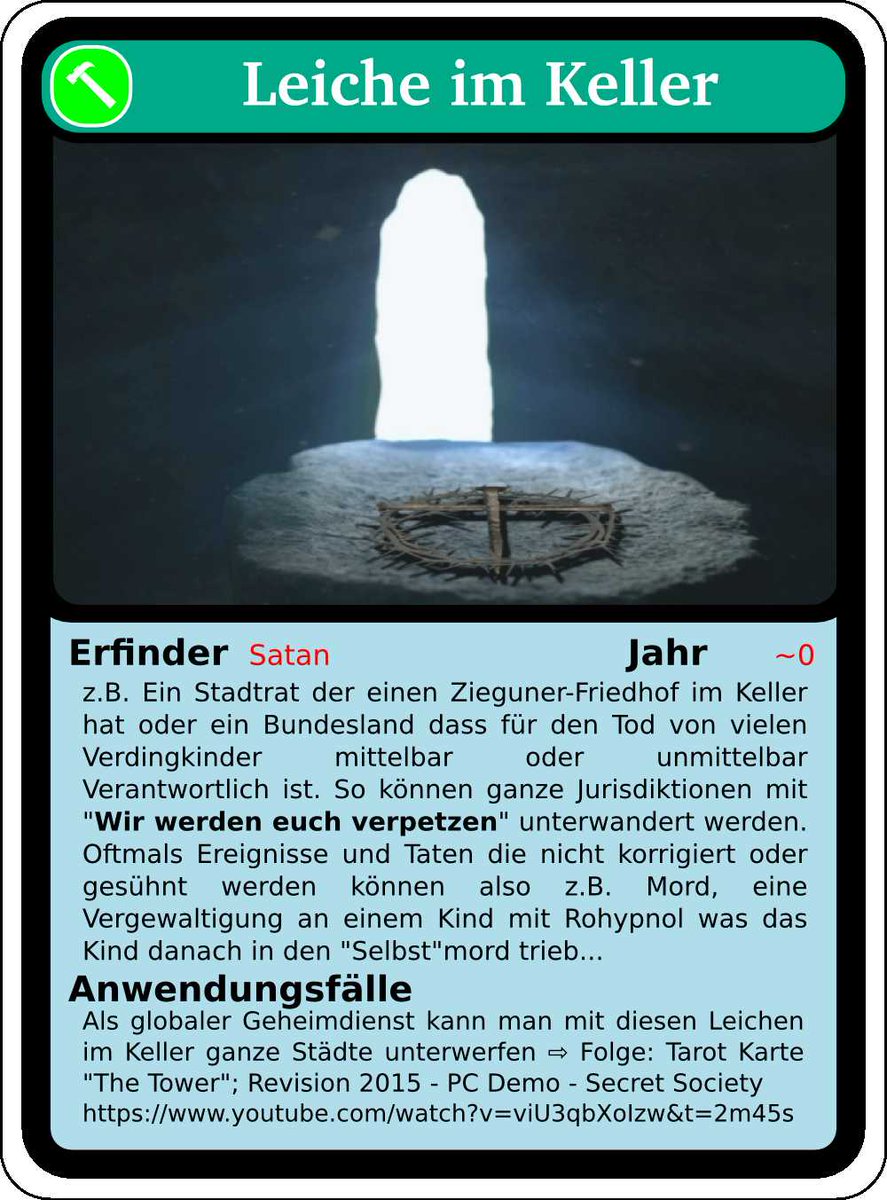 Leiche im Keller
Erfinder Satan Jahr ~0
z.B. Ein Stadtrat der einen Zieguner-Friedhof im Keller
hat oder ein Bundesland dass für den Tod von vielen
Verdingkinder mittelbar oder unmittelbar
Verantwortlich ist. So können ganze Jurisdiktionen mit
"Wir werden euch verpetzen" unterwandert werden.
Oftmals Ereignisse und Taten die nicht korrigiert oder
gesühnt werden können also z.B. Mord, eine
Vergewaltigung an einem Kind mit Rohypnol was das
Kind danach in den "Selbst"mord trieb...
Anwendungsfälle
Als globaler Geheimdienst kann man mit diesen Leichen
im Keller ganze Städte unterwerfen ⇨ Folge: Tarot Karte
"The Tower"; Revision 2015 - PC Demo - Secret Society
https://www.youtube.com/watch?v=viU3qbXoIzw&t=2m45s